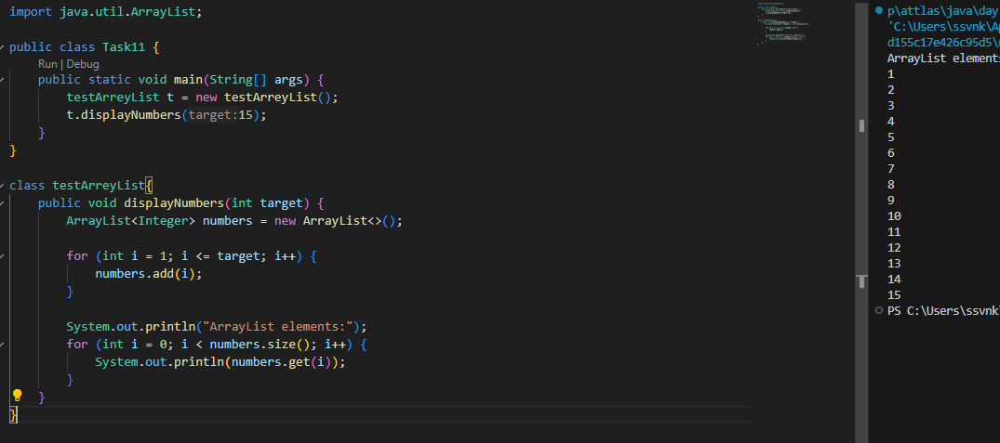 import java.util.ArrayList;
public class Task11 {
Run | Debug
public static void main(String[] args) {
testArreyList t = new testArreyList();
t.displayNumbers(target:15);
}
}
class testArreyList{
public void displayNumbers(int target) {
ArrayList<Integer> numbers = new ArrayList<>();
for (int i = 1; i <= target; i++) {
numbers.add(i);
}
System.out.println("ArrayList elements:");
for (int i = 0; i < numbers.size(); i++) {
System.out.println(numbers.get(i));
}
}
}
p\attlas\java\day
'C:\Users\ssvnk\Ap
d155c17e426c95d5\
ArrayList elements
1
2
3
4
5
6
7
8
9
10
11
12
13
14
15
PS C:\Users\ssvnk